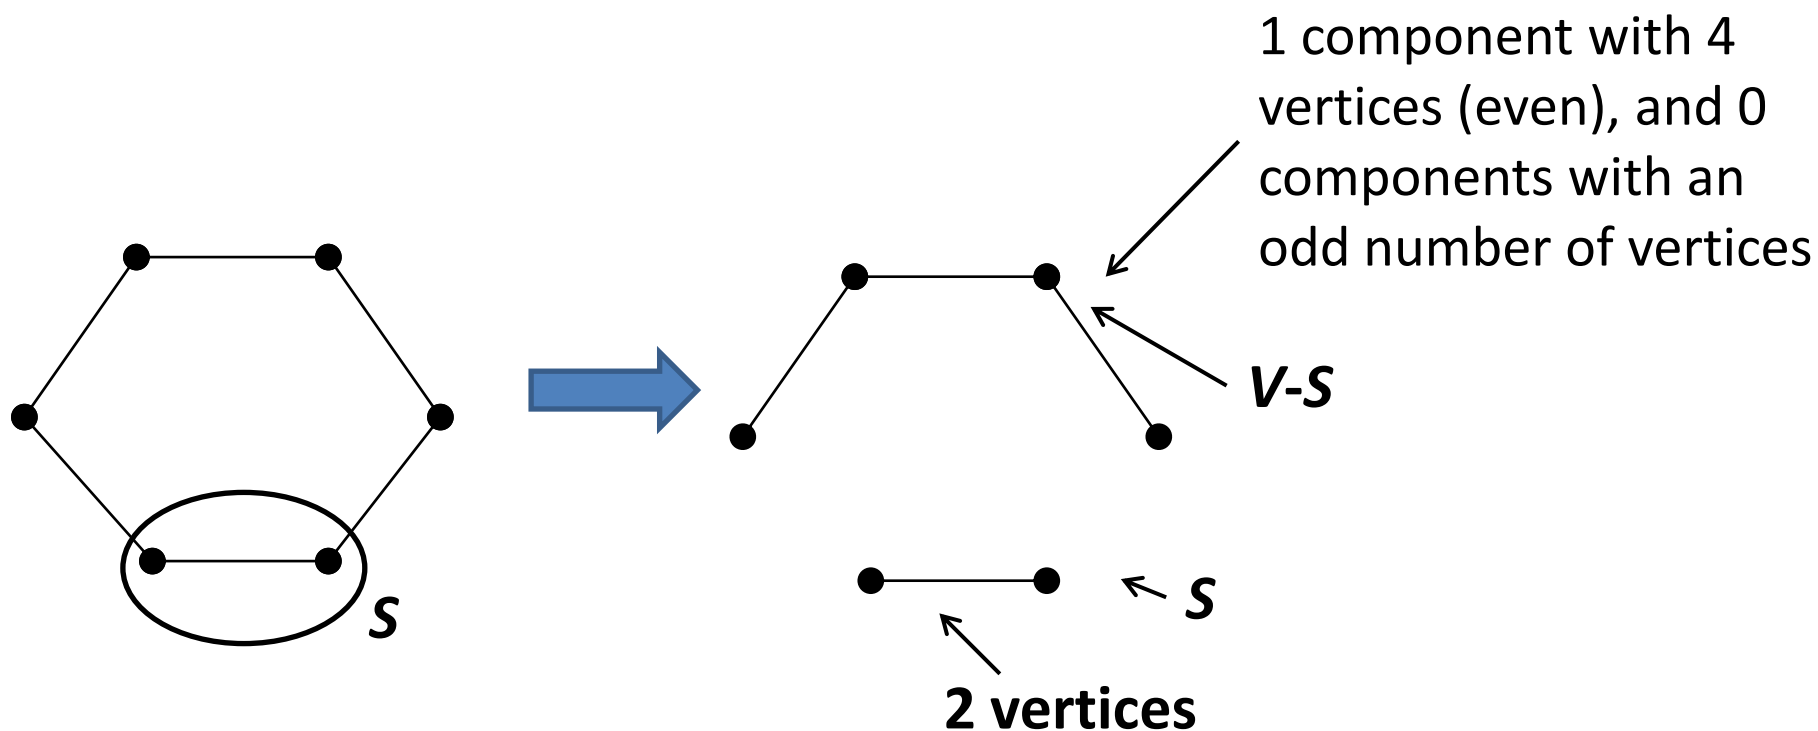 1 component with 4
vertices (even), and 0
components with an
odd number of vertices
V-S
S
S
2 vertices